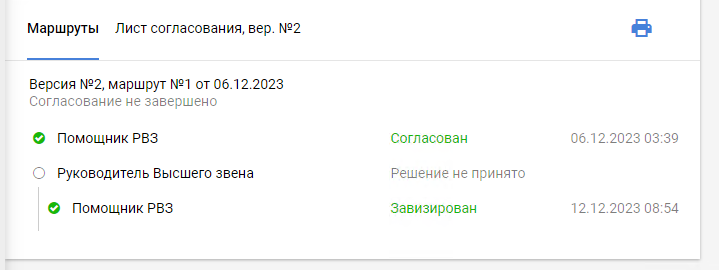 Маршруты Лист согласования, вер. №2
Версия №2, маршрут №1 от 06.12.2023
Согласование не завершено
Помощник РВЗ Согласован 06.12.2023 03:39
Руководитель Высшего звена Решение не принято
Помощник РВЗ Завизирован 12.12.2023 08:54